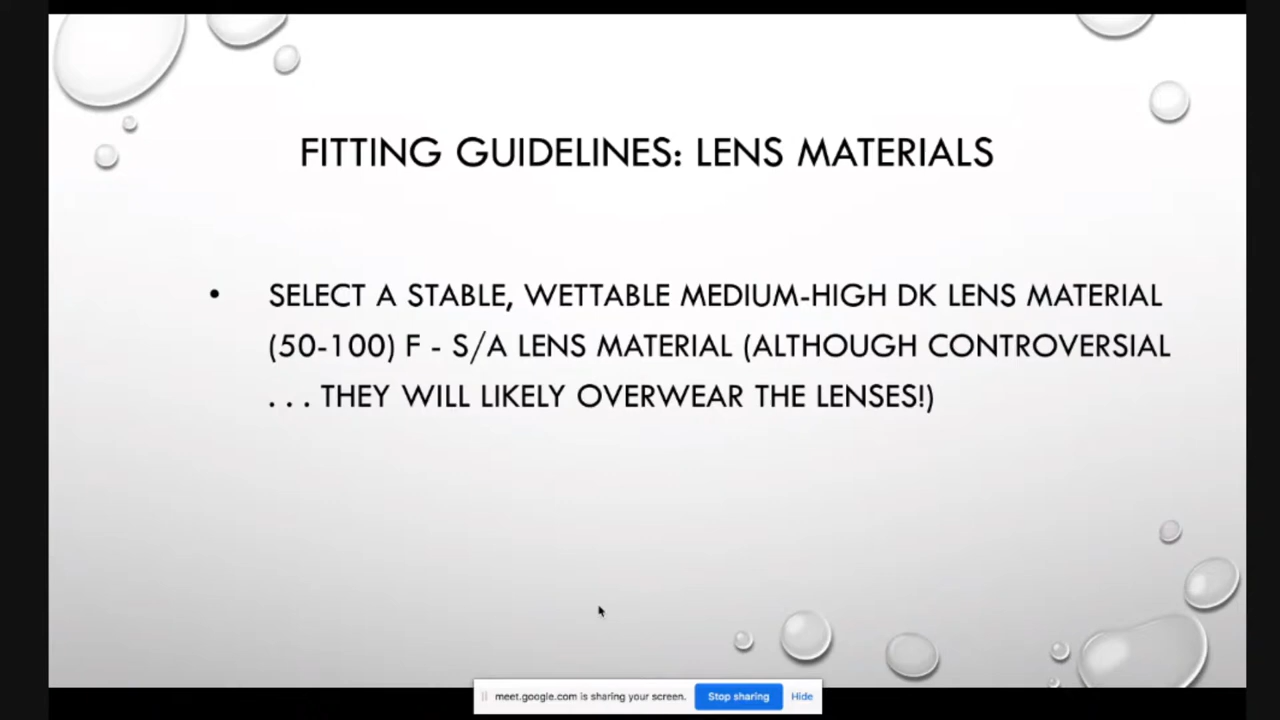 FITTING GUIDELINES: LENS MATERIALS
• SELECT A STABLE, WETTABLE MEDIUM-HIGH DK LENS MATERIAL
(50-100) F - S/A LENS MATERIAL (ALTHOUGH CONTROVERSIAL
. . . THEY WILL LIKELY OVERWEAR THE LENSES!)
meet.google.com is sharing your screen. Stop sharing Hide